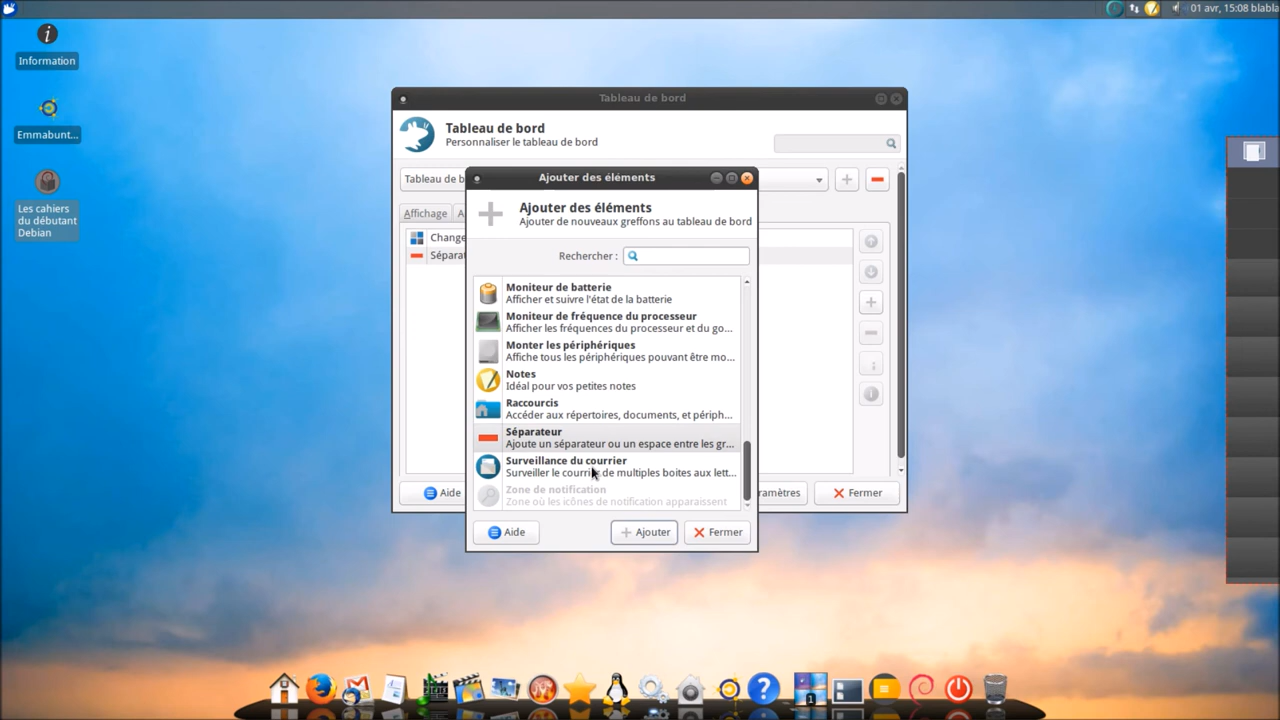 01 avr, 15:08 blabla
Information
Emmabunt...
Les cahiers
du débutant
Debian
Tableau de bord
Tableau de bord
Personnaliser le tableau de bord
Tableau de b
Affichage
A
Change
Sépara
Aide
ramètres
Fermer
Ajouter des éléments
Ajouter des éléments
Ajouter de nouveaux greffons au tableau de bord
Rechercher :
Moniteur de batterie
Afficher et suivre l'état de la batterie
Moniteur de fréquence du processeur
Afficher les fréquences du processeur et du go...
Monter les périphériques
Affiche tous les périphériques pouvant être mo...
Notes
Idéal pour vos petites notes
Raccourcis
Accéder aux répertoires, documents, et périph...
Séparateur
Ajoute un séparateur ou un espace entre les gr...
Surveillance du courrier
Surveiller le courrier de multiples boites aux lett...
Zone de notification
Zone où les icônes de notification apparaissent
Aide
Ajouter
Fermer
1